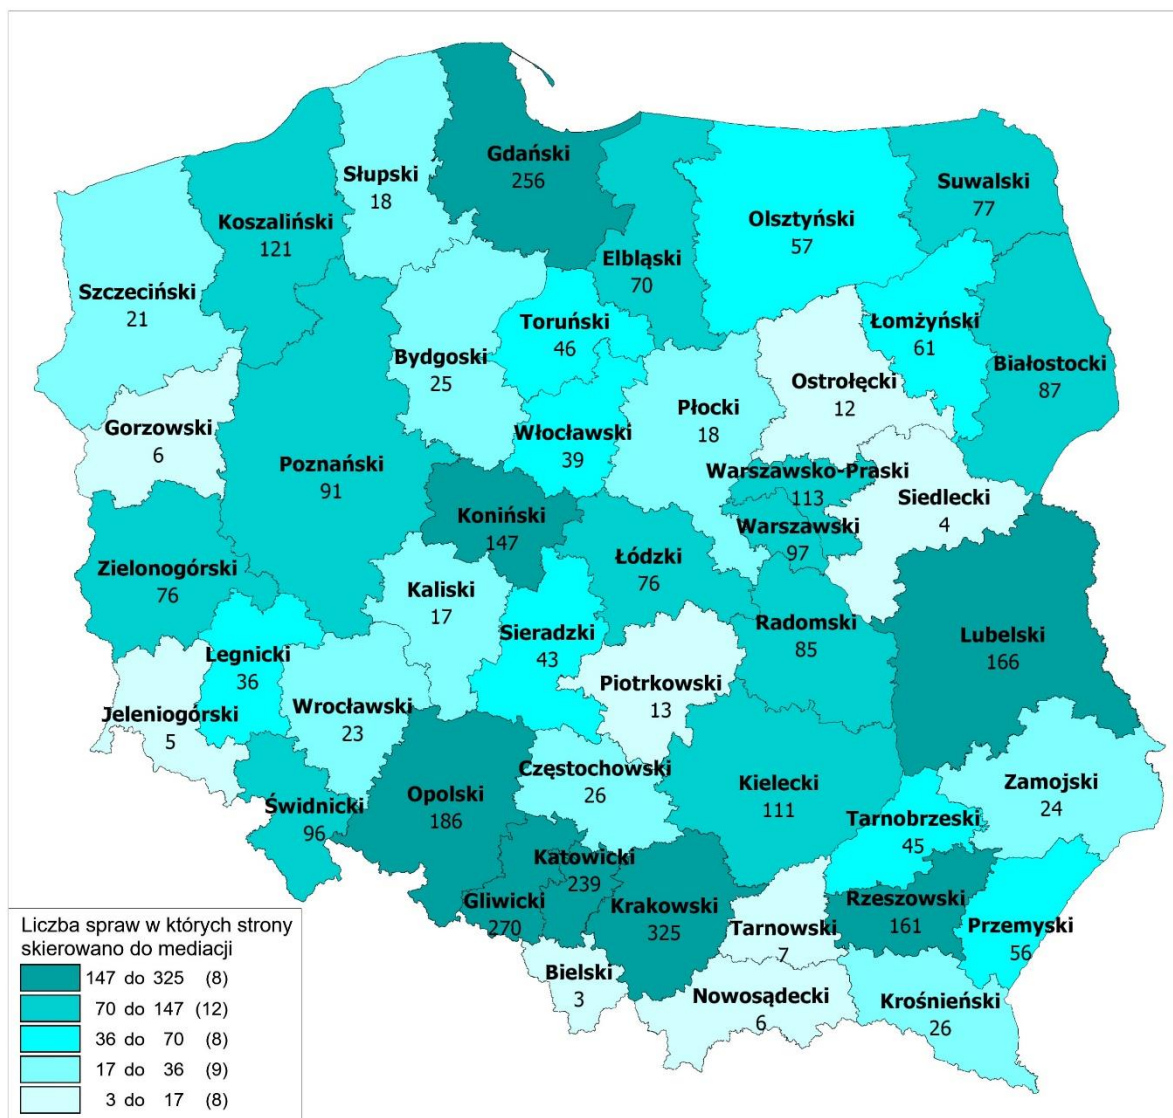 Gdański
256
Słupski
18
Suwalski
77
Koszaliński
121
Olsztyński
57
Elbląski
70
Szczeciński
21
Toruński
46
Łomżyński
61
Bydgoski
25
Białostocki
87
Ostrołęcki
12
Płocki
18
Gorzowski
6
Włocławski
39
Poznański
91
Warszawsko-Praski
113
Siedlecki
4
Koniński
147
Warszawski
97
Łódzki
76
Zielonogórski
76
Kaliski
17
Radomski
85
Sieradzki
43
Lubelski
166
Legnicki
36
Piotrkowski
13
Wrocławski
23
Jeleniogórski
5
Częstochowski
26
Kielecki
111
Zamojski
24
Świdnicki
96
Opolski
186
Tarnobrzeski
45
Katowicki
239
Gliwicki
270
Krakowski
325
Rzeszowski
161
Tarnowski
7
Przemyski
56
Bielski
3
Nowosądecki
6
Krośnieński
26
Liczba spraw w których strony
skierowano do mediacji
147 do 325 (8)
70 do 147 (12)
36 do 70 (8)
17 do 36 (9)
3 do 17 (8)